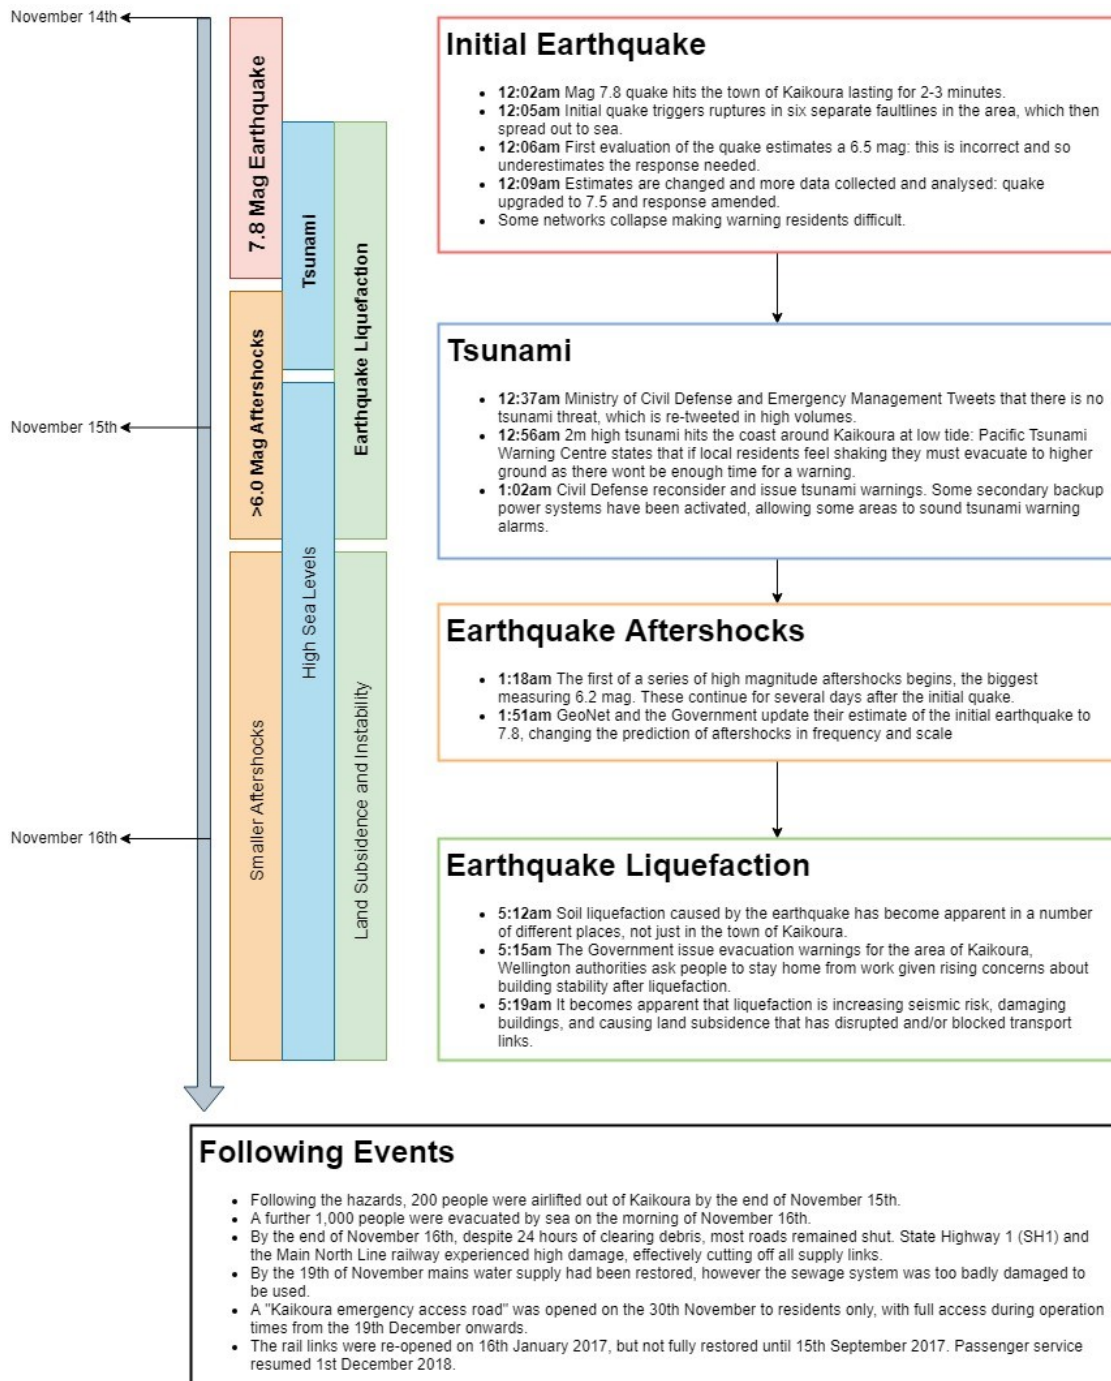 November 14th
November 15th
November 16th
7.8 Mag Earthquake
>6.0 Mag Aftershocks
Smaller Aftershocks
Tsunami
High Sea Levels
Earthquake Liquefaction
Land Subsidence and Instability
Initial Earthquake
• 12:02am Mag 7.8 quake hits the town of Kaikoura lasting for 2-3 minutes.
• 12:05am Initial quake triggers ruptures in six separate faultlines in the area, which then
spread out to sea.
• 12:06am First evaluation of the quake estimates a 6.5 mag: this is incorrect and so
underestimates the response needed.
• 12:09am Estimates are changed and more data collected and analysed: quake
upgraded to 7.5 and response amended.
• Some networks collapse making warning residents difficult.
Tsunami
• 12:37am Ministry of Civil Defense and Emergency Management Tweets that there is no
tsunami threat, which is re-tweeted in high volumes.
• 12:56am 2m high tsunami hits the coast around Kaikoura at low tide: Pacific Tsunami
Warning Centre states that if local residents feel shaking they must evacuate to higher
ground as there wont be enough time for a warning.
• 1:02am Civil Defense reconsider and issue tsunami warnings. Some secondary backup
power systems have been activated, allowing some areas to sound tsunami warning
alarms.
Earthquake Aftershocks
• 1:18am The first of a series of high magnitude aftershocks begins, the biggest
measuring 6.2 mag. These continue for several days after the initial quake.
• 1:51am GeoNet and the Government update their estimate of the initial earthquake to
7.8, changing the prediction of aftershocks in frequency and scale
Earthquake Liquefaction
• 5:12am Soil liquefaction caused by the earthquake has become apparent in a number
of different places, not just in the town of Kaikoura.
• 5:15am The Government issue evacuation warnings for the area of Kaikoura,
Wellington authorities ask people to stay home from work given rising concerns about
building stability after liquefaction.
• 5:19am It becomes apparent that liquefaction is increasing seismic risk, damaging
buildings, and causing land subsidence that has disrupted and/or blocked transport
links.
Following Events
• Following the hazards, 200 people were airlifted out of Kaikoura by the end of November 15th.
• A further 1,000 people were evacuated by sea on the morning of November 16th.
• By the end of November 16th, despite 24 hours of clearing debris, most roads remained shut. State Highway 1 (SH1) and
the Main North Line railway experienced high damage, effectively cutting off all supply links.
• By the 19th of November mains water supply had been restored, however the sewage system was too badly damaged to
be used.
• A "Kaikoura emergency access road" was opened on the 30th November to residents only, with full access during operation
times from the 19th December onwards.
• The rail links were re-opened on 16th January 2017, but not fully restored until 15th September 2017. Passenger service
resumed 1st December 2018.